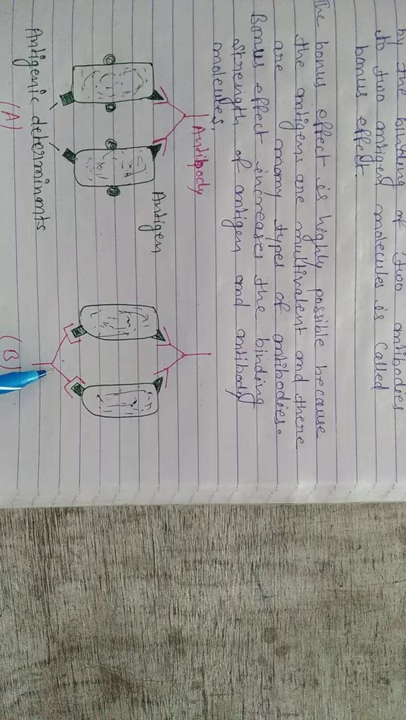 by the binding of two antibodies
to two antigen molecules is called
bonus effect.
The bonus effect is highly possible because
the antigens are multivalent and there
are many types of antibodies.
Bonus effect increases the binding
strength of antigen and antibody
molecules.
Antibody
Antigen
Antigenic determinants
(A)
(B)